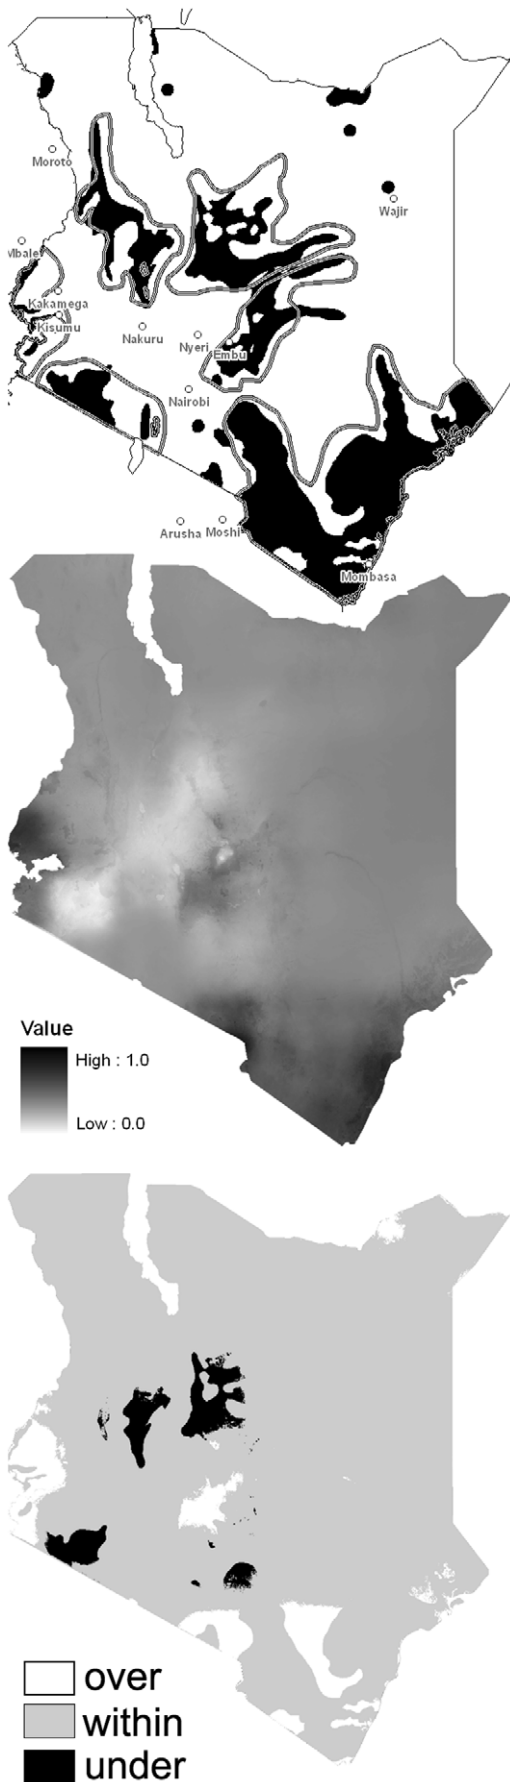 Moroto
Wajir
Mbale
Kakamega
Kisumu
Nakuru
Nyeri
Embu
Nairobi
Arusha
Moshi
Mombasa
Value
High : 1.0
Low : 0.0
over
within
under